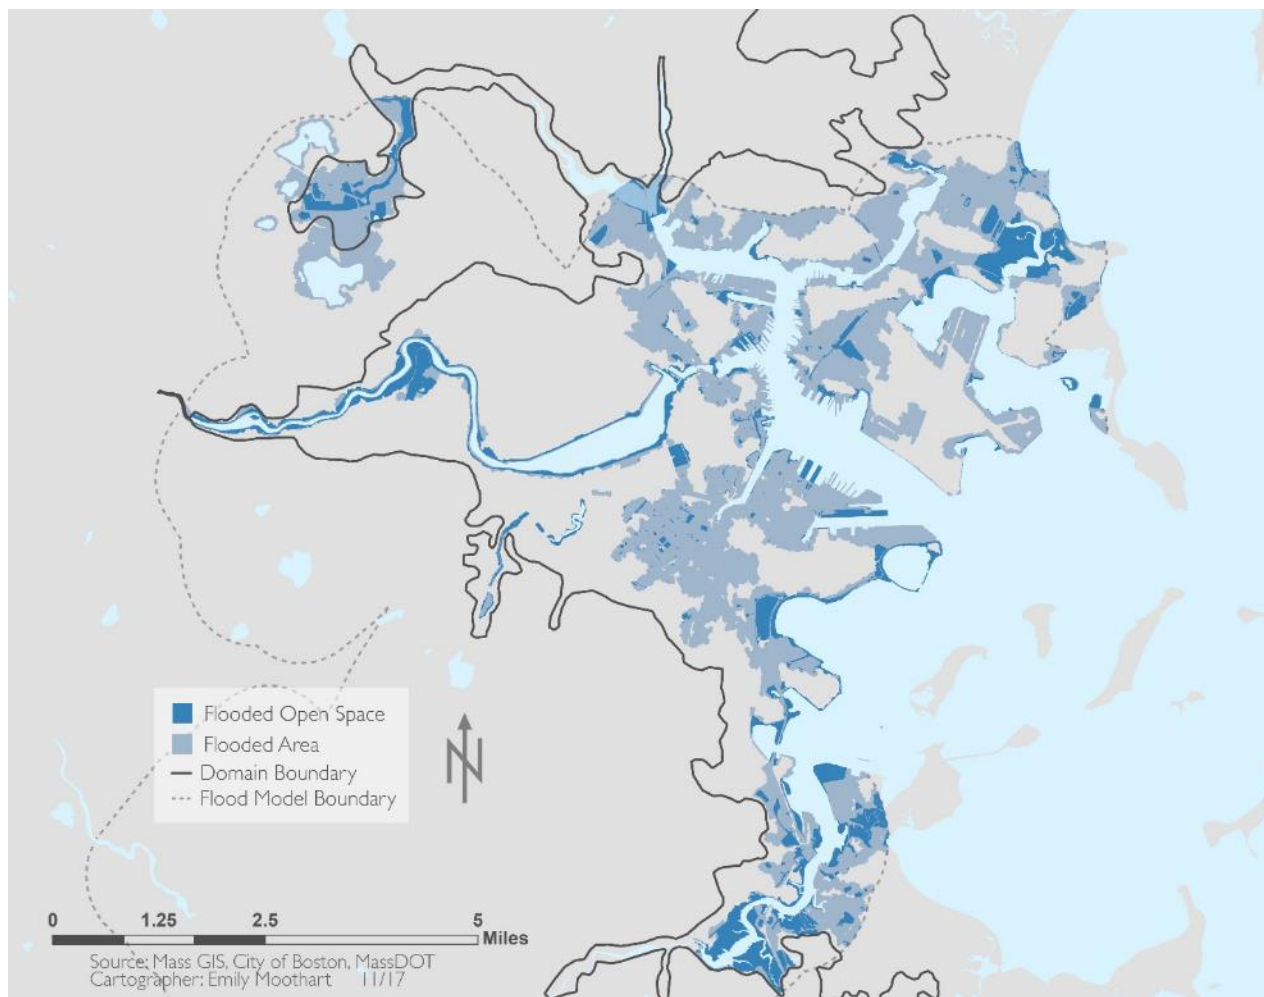 Flooded Open Space
Flooded Area
Domain Boundary
Flood Model Boundary
N
0 1.25 2.5 5
Miles
Source: Mass GIS, City of Boston, MassDOT
Cartographer: Emily Moothart 11/17